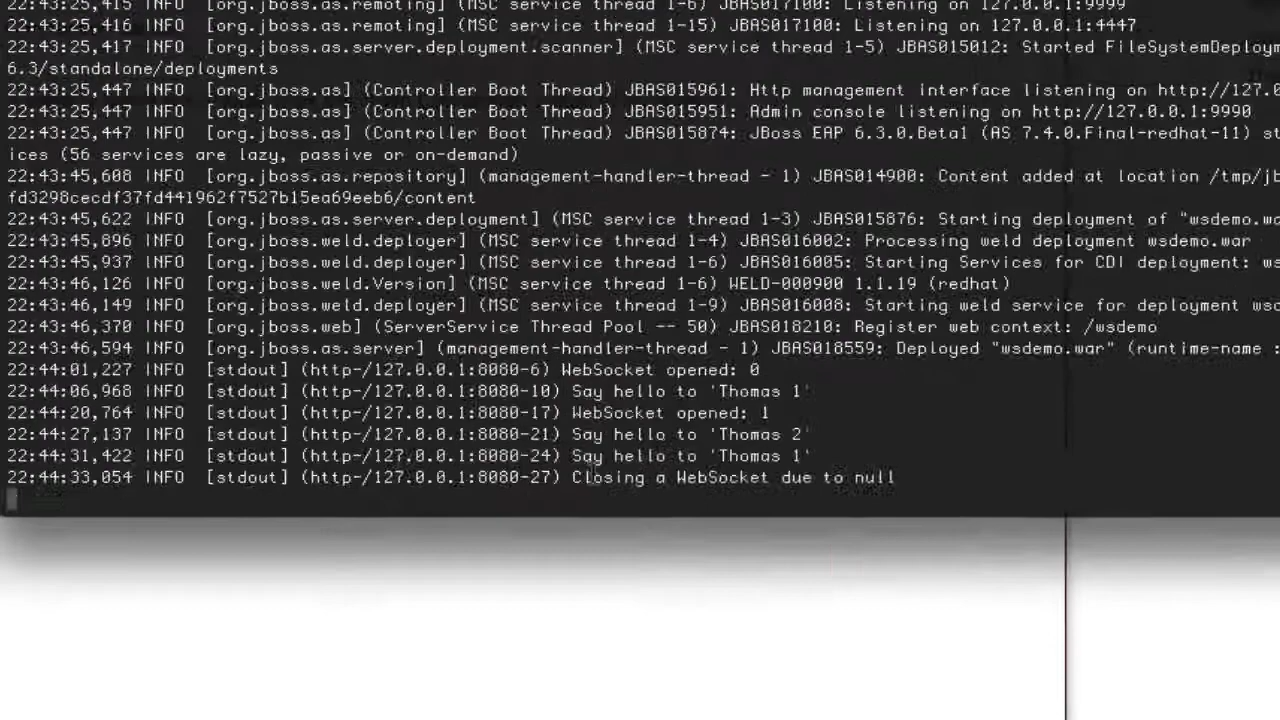 22:43:25,415 INFO [org.jboss.as.remoting] (MSC service thread 1-6) JBAS017100: Listening on 127.0.0.1:9999
22:43:25,416 INFO [org.jboss.as.remoting] (MSC service thread 1-15) JBAS017100: Listening on 127.0.0.1:4447
22:43:25,417 INFO [org.jboss.as.server.deployment.scanner] (MSC service thread 1-5) JBAS015012: Started FileSystemDeploym
6.3/standalone/deployments
22:43:25,447 INFO [org.jboss.as] (Controller Boot Thread) JBAS015961: Http management interface listening on http://127.0
22:43:25,447 INFO [org.jboss.as] (Controller Boot Thread) JBAS015951: Admin console listening on http://127.0.0.1:9990
22:43:25,447 INFO [org.jboss.as] (Controller Boot Thread) JBAS015874: JBoss EAP 6.3.0.Beta1 (AS 7.4.0.Final-redhat-11) st
ices (56 services are lazy, passive or on-demand)
22:43:45,608 INFO [org.jboss.as.repository] (management-handler-thread - 1) JBAS014900: Content added at location /tmp/jb
fd3298cecdf37fd441962f7527b15ea69eeb6/content
22:43:45,622 INFO [org.jboss.as.server.deployment] (MSC service thread 1-3) JBAS015876: Starting deployment of "wsdemo.wa
22:43:45,896 INFO [org.jboss.weld.deployer] (MSC service thread 1-4) JBAS016002: Processing weld deployment wsdemo.war
22:43:45,937 INFO [org.jboss.weld.deployer] (MSC service thread 1-6) JBAS016005: Starting Services for CDI deployment: ws
22:43:46,126 INFO [org.jboss.weld.Version] (MSC service thread 1-6) WELD-000900 1.1.19 (redhat)
22:43:46,149 INFO [org.jboss.weld.deployer] (MSC service thread 1-9) JBAS016008: Starting weld service for deployment wsd
22:43:46,370 INFO [org.jboss.web] (ServerService Thread Pool -- 50) JBAS018210: Register web context: /wsdemo
22:43:46,594 INFO [org.jboss.as.server] (management-handler-thread - 1) JBAS018559: Deployed "wsdemo.war" (runtime-name :
22:44:01,227 INFO [stdout] (http-/127.0.0.1:8080-6) WebSocket opened: 0
22:44:06,968 INFO [stdout] (http-/127.0.0.1:8080-10) Say hello to 'Thomas 1'
22:44:20,764 INFO [stdout] (http-/127.0.0.1:8080-17) WebSocket opened: 1
22:44:27,137 INFO [stdout] (http-/127.0.0.1:8080-21) Say hello to 'Thomas 2'
22:44:31,422 INFO [stdout] (http-/127.0.0.1:8080-24) Say hello to 'Thomas 1'
22:44:33,054 INFO [stdout] (http-/127.0.0.1:8080-27) Closing a WebSocket due to null